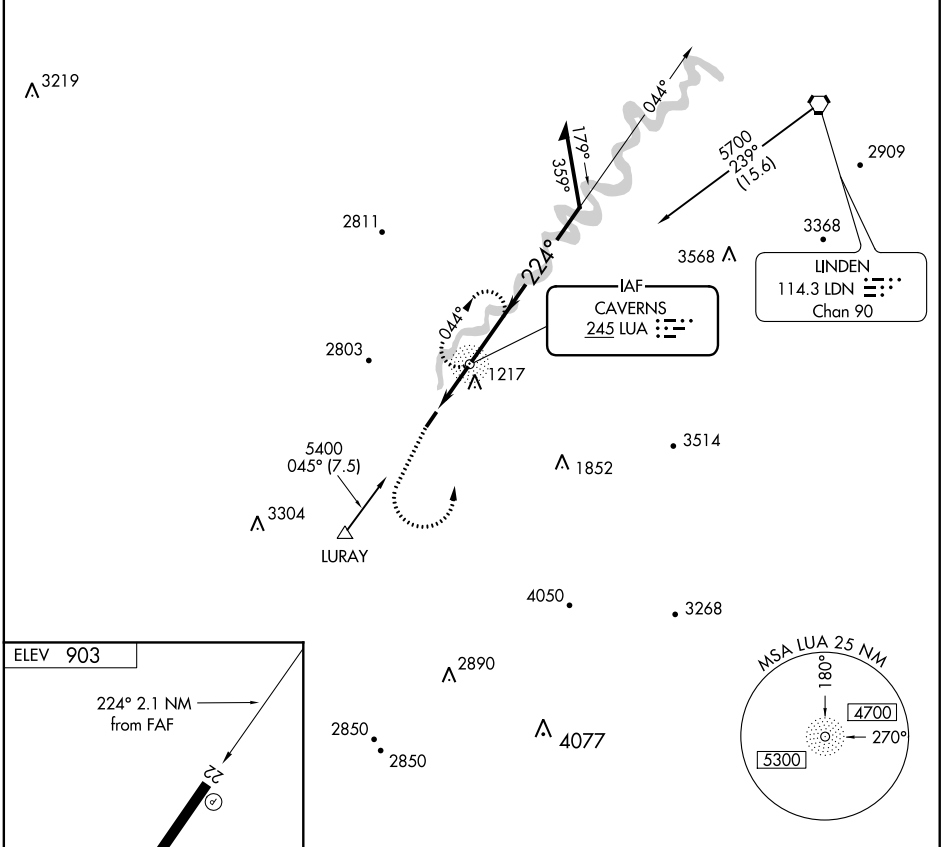 3219
044°
179°
359°
5700
239°
(15.6)
2909
2811
224°
3568
3368
LINDEN
114.3 LDN
Chan 90
IAF
CAVERNS
245 LUA
044°
2803
1217
5400
045° (7.5)
3514
1852
3304
LURAY
4050
3268
ELEV 903
2890
MSA LUA 25 NM
180°
4700
270°
5300
224° 2.1 NM
from FAF
2850
2850
4077
22